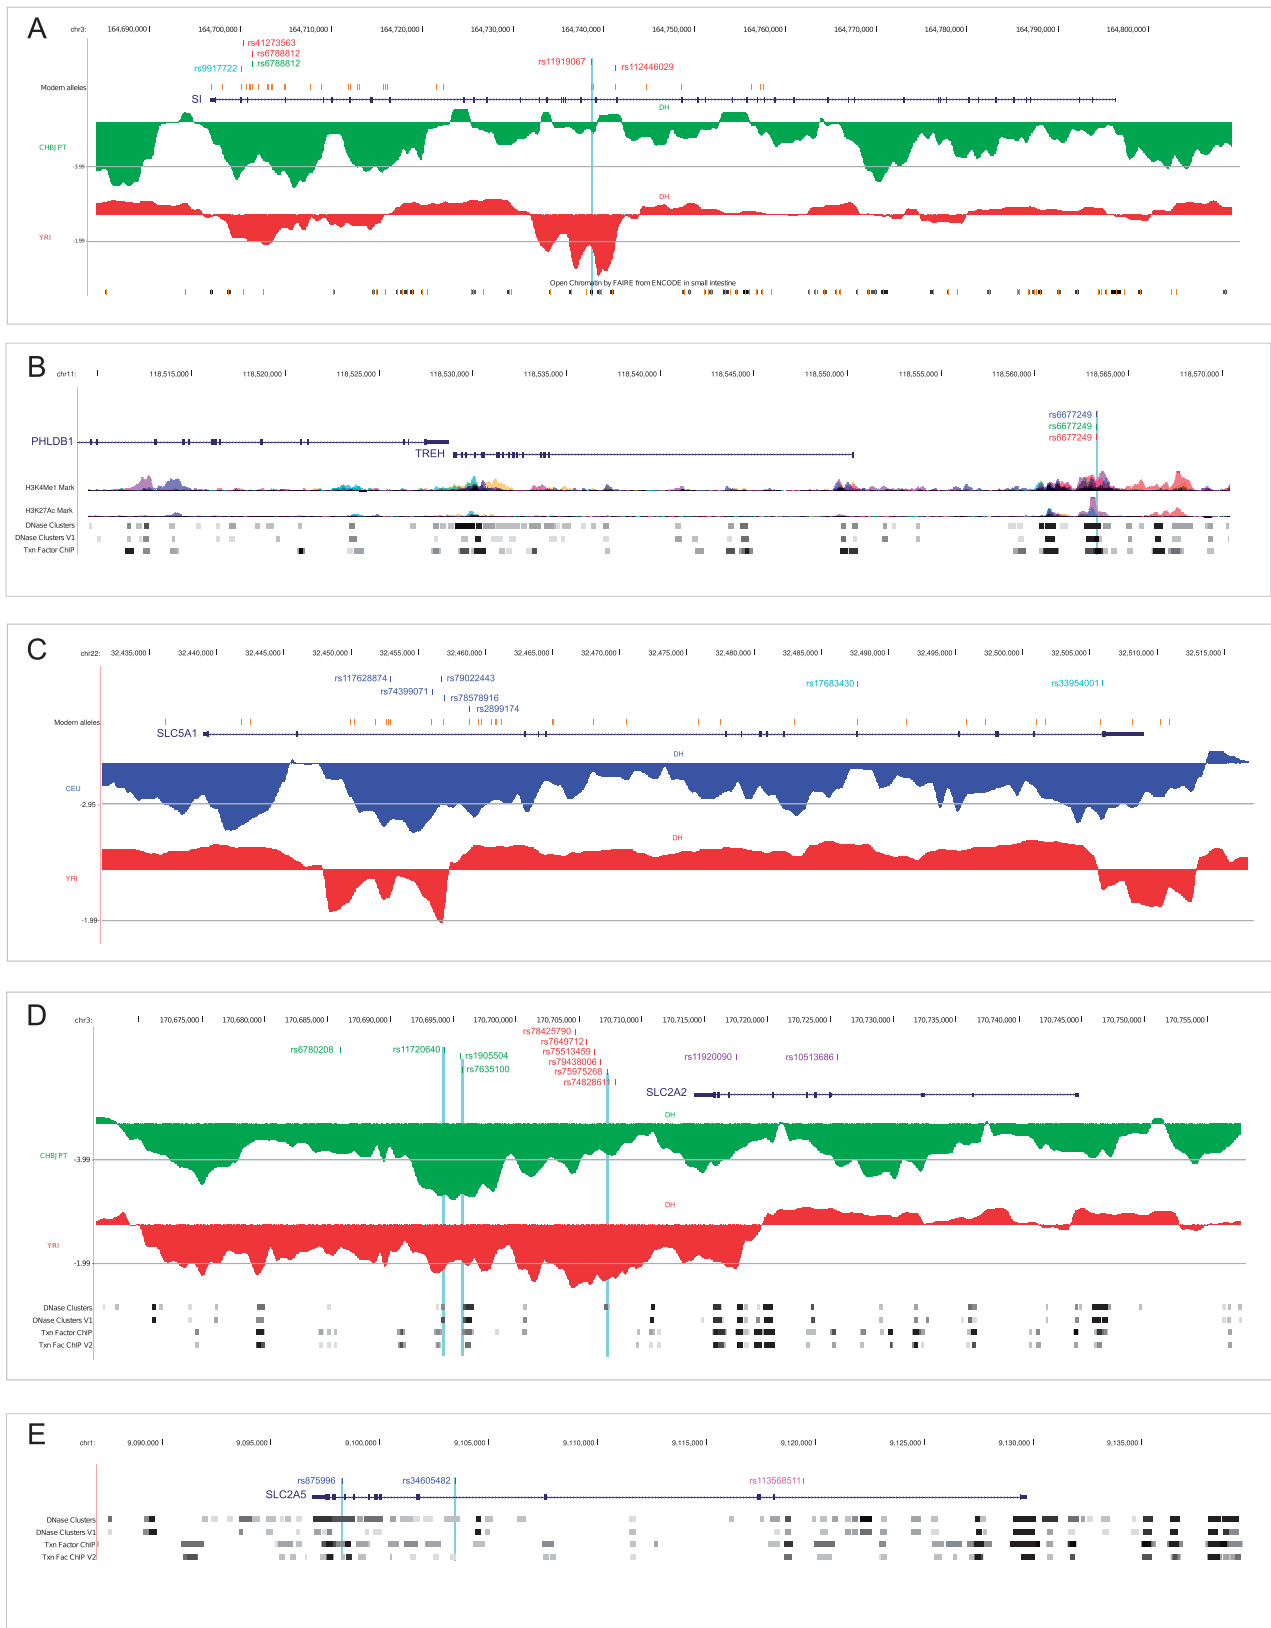 A
chr3: 164,690,000 164,700,000 164,710,000 164,720,000 164,730,000 164,740,000 164,750,000 164,760,000 164,770,000 164,780,000 164,790,000 164,800,000
rs41273563
rs6788812
rs9917722 rs6788812 rs11919067 rs112446029
Modern alleles
SI
DH
CHBJPT
-3.99
DH
YRI
-1.99
Open Chromatin by FAIRE from ENCODE in small intestine
B
chr11: 118,515,000 118,520,000 118,525,000 118,530,000 118,535,000 118,540,000 118,545,000 118,550,000 118,555,000 118,560,000 118,565,000 118,570,000
rs6677249
rs6677249
rs6677249
PHLDB1
TREH
H3K4Me1 Mark
H3K27Ac Mark
DNase Clusters
DNase Clusters V1
Txn Factor ChIP
C
chr22: 32,435,000 32,440,000 32,445,000 32,450,000 32,455,000 32,460,000 32,465,000 32,470,000 32,475,000 32,480,000 32,485,000 32,490,000 32,495,000 32,500,000 32,505,000 32,510,000 32,515,000
rs117628874 rs79022443
rs17683430 rs33954001
rs74399071 rs78578916
rs2899174
Modern alleles
SLC5A1
DH
CEU
-2.95
DH
YRI
-1.99
D
chr3: 170,675,000 170,680,000 170,685,000 170,690,000 170,695,000 170,700,000 170,705,000 170,710,000 170,715,000 170,720,000 170,725,000 170,730,000 170,735,000 170,740,000 170,745,000 170,750,000 170,755,000
rs78425790
rs7649712
rs6780208 rs11720640 rs75513459
rs1905504 rs79438006 rs11920090 rs10513686
rs7635100 rs75975268
rs74828611
SLC2A2
DH
CHBJPT
-3.99
DH
YRI
-1.99
DNase Clusters
DNase Clusters V1
Txn Factor ChIP
Txn Fac ChIP V2
E
chr1: 9,090,000 9,095,000 9,100,000 9,105,000 9,110,000 9,115,000 9,120,000 9,125,000 9,130,000 9,135,000
rs875996 rs34605482 rs113568511
SLC2A5
DNase Clusters
DNase Clusters V1
Txn Factor ChIP
Txn Fac ChIP V2